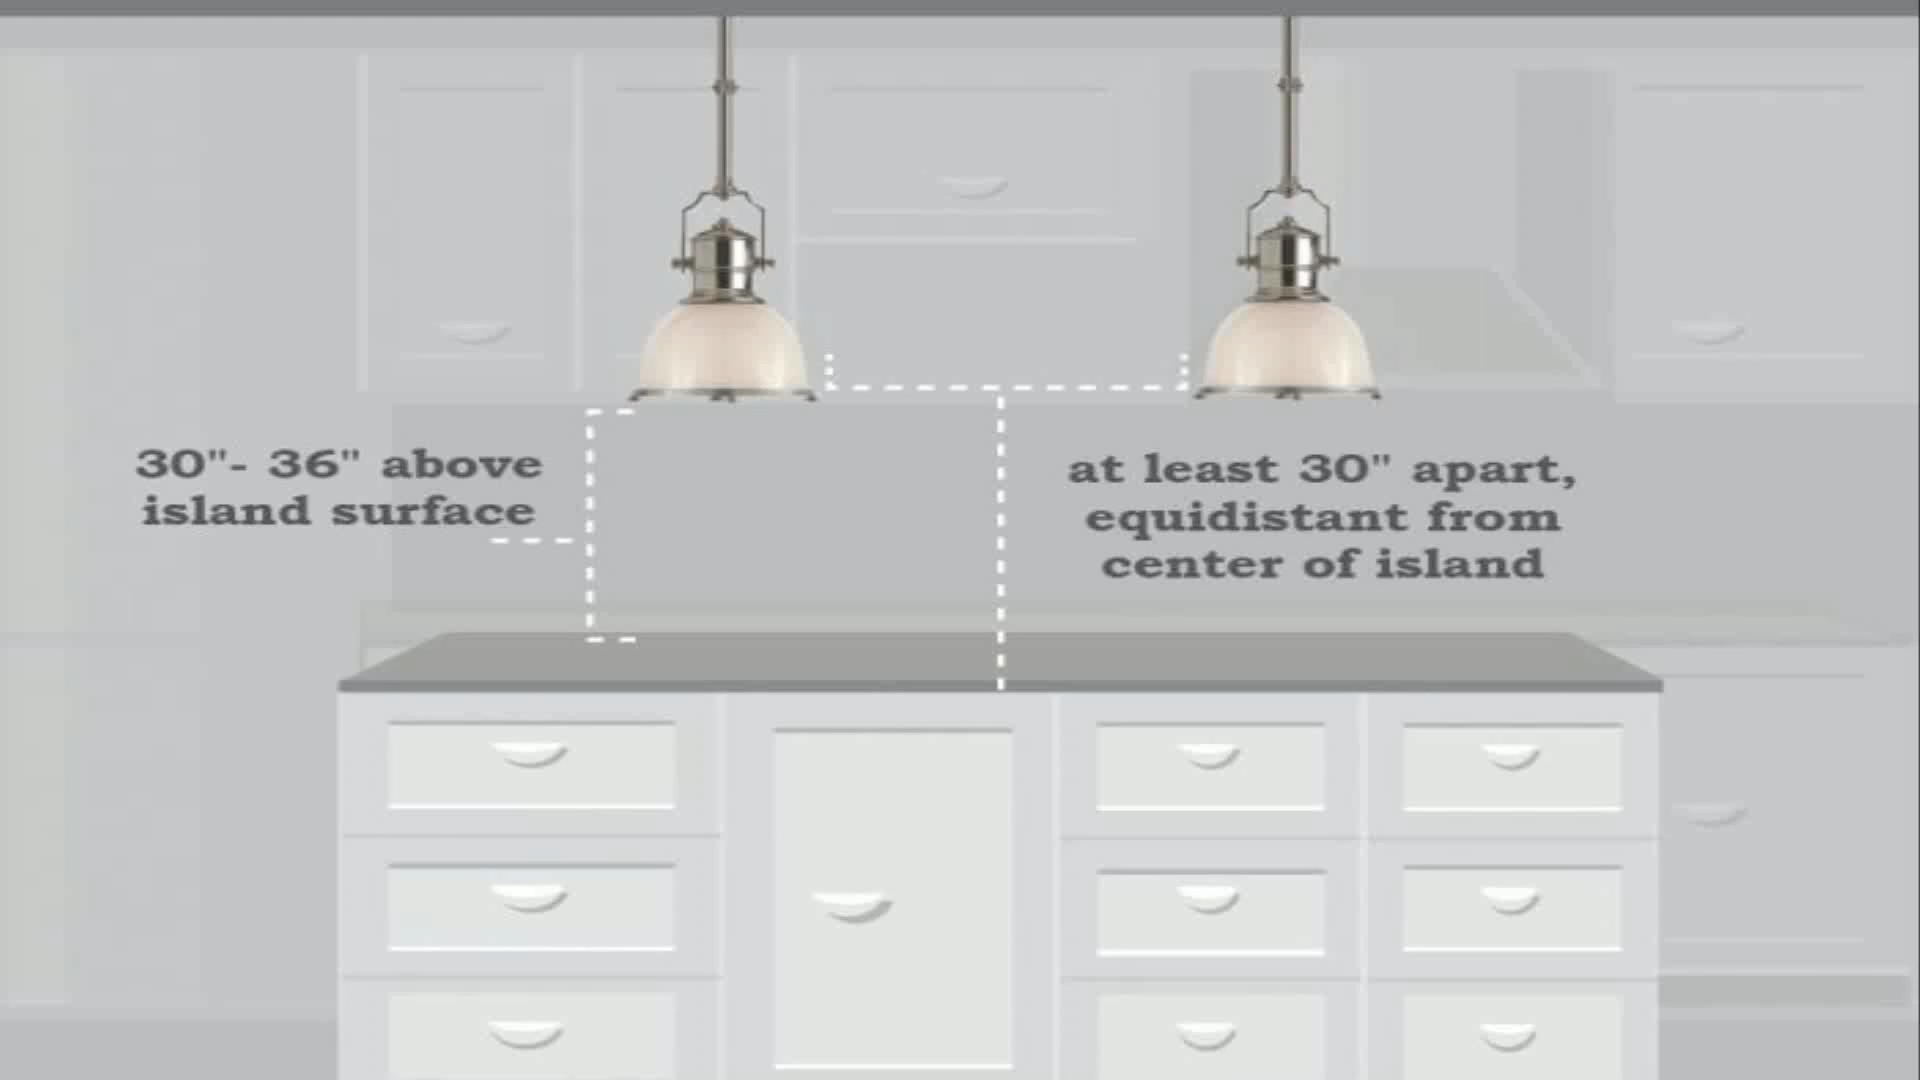 30"- 36" above
island surface
at least 30" apart,
equidistant from
center of island